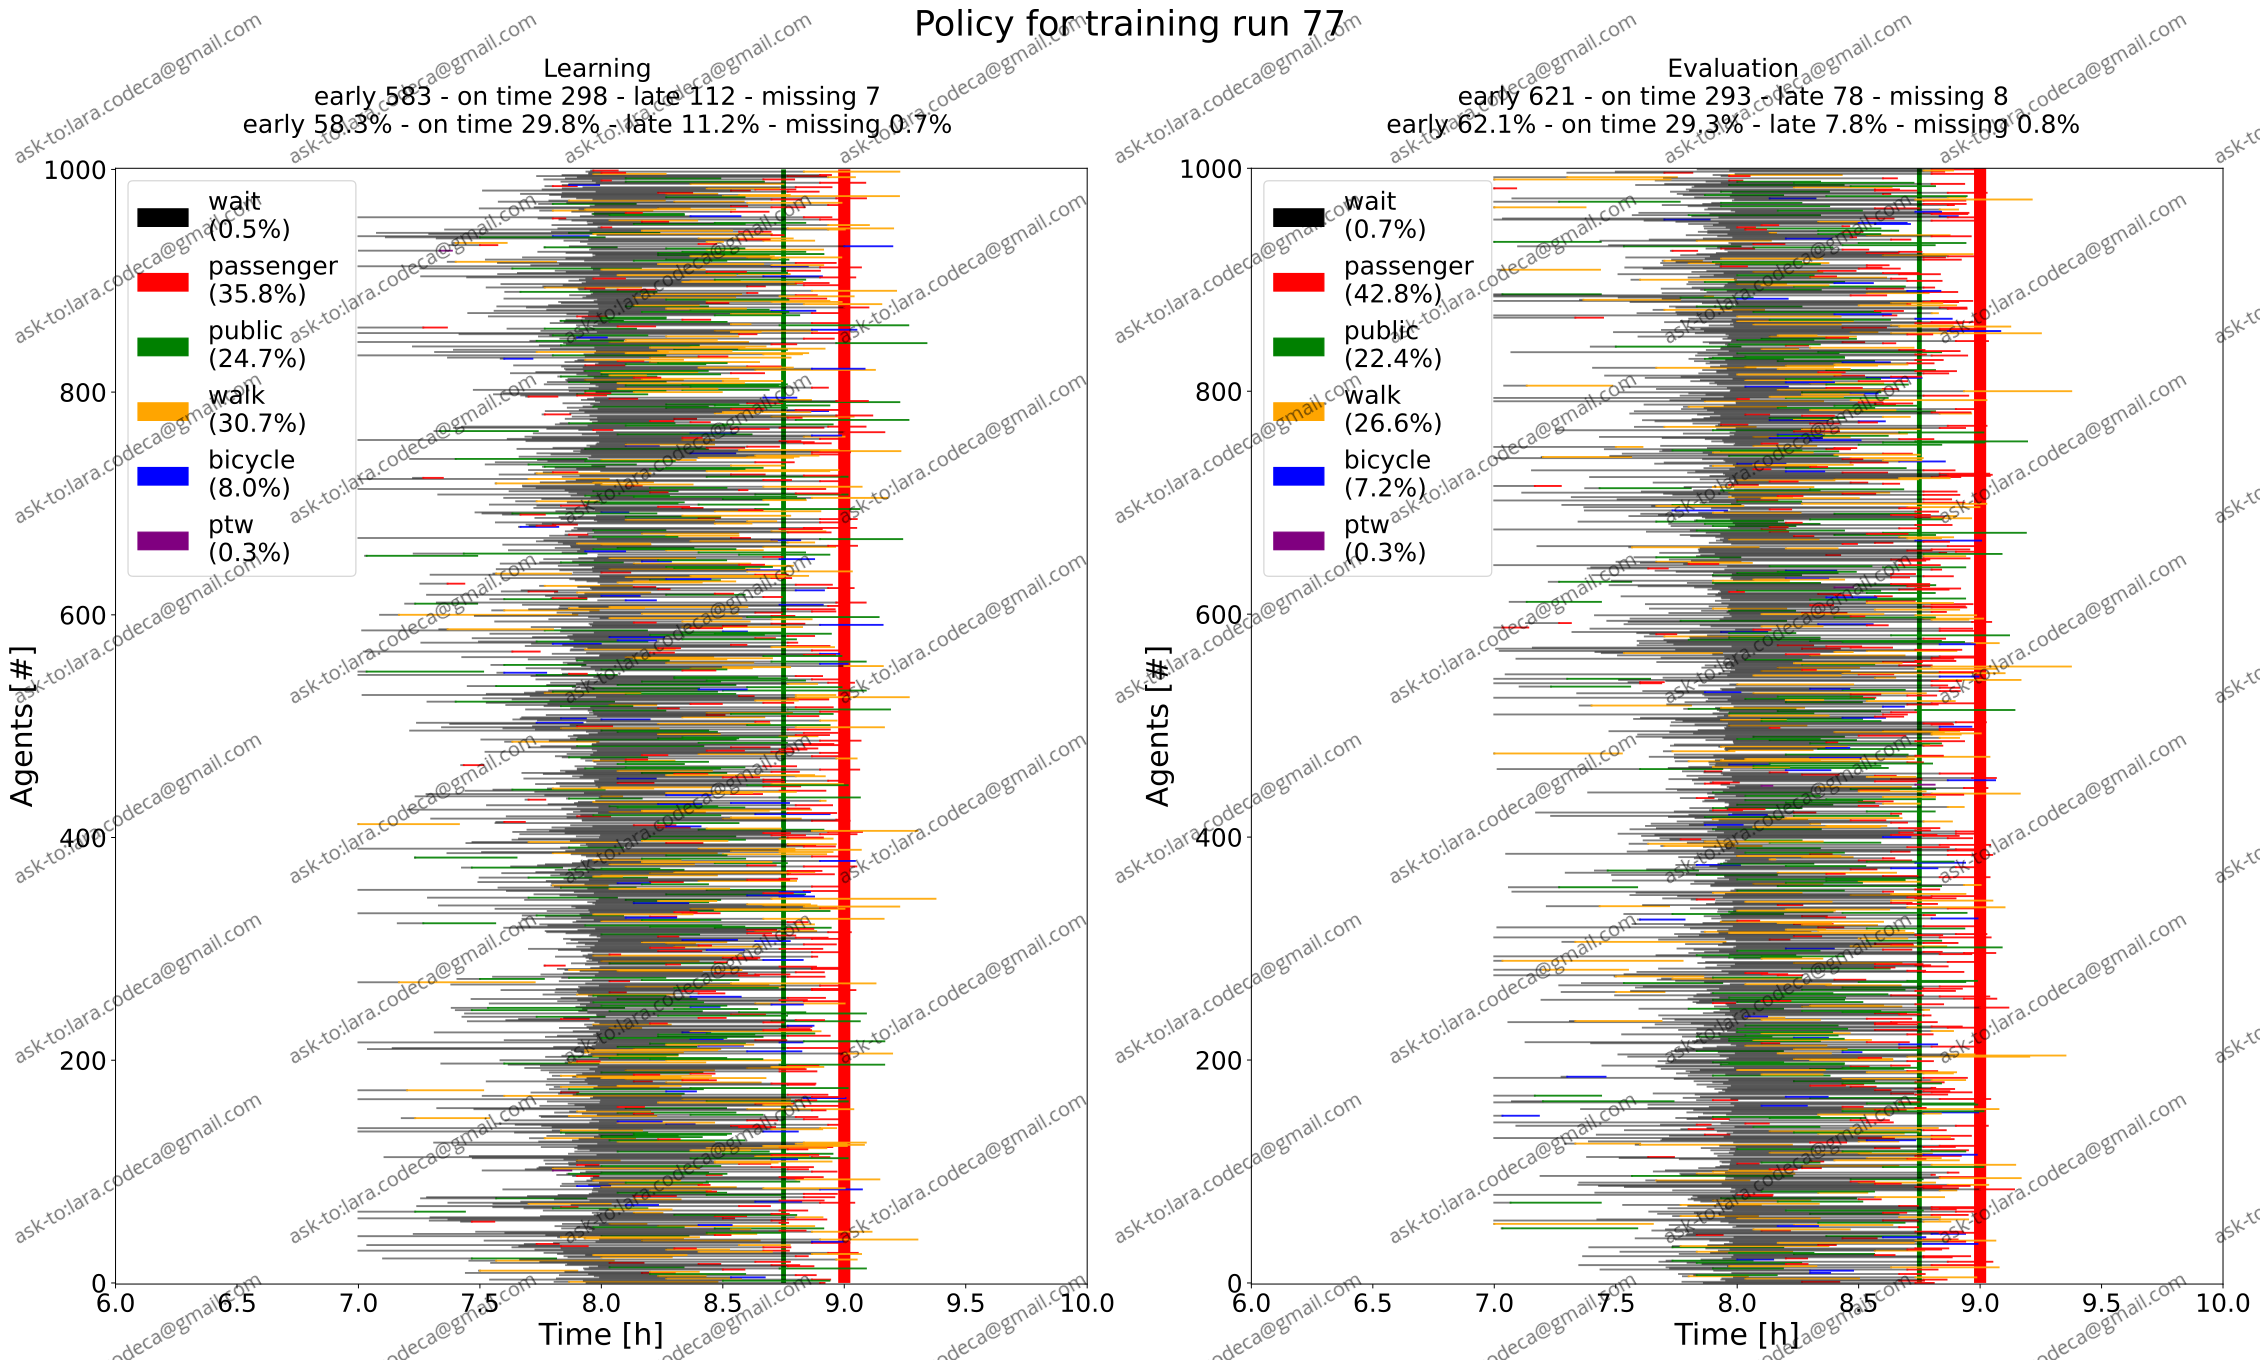 Policy for training run 77
Learning
early 583 - on time 298 - late 112 - missing 7
early 58.3% - on time 29.8% - late 11.2% - missing 0.7%
1000
800
600
400
200
0
Agents [#]
wait
(0.5%)
passenger
(35.8%)
public
(24.7%)
walk
(30.7%)
bicycle
(8.0%)
ptw
(0.3%)
6.0 6.5 7.0 7.5 8.0 8.5 9.0 9.5 10.0
Time [h]
Evaluation
early 621 - on time 293 - late 78 - missing 8
early 62.1% - on time 29.3% - late 7.8% - missing 0.8%
1000
800
600
400
200
0
Agents [#]
wait
(0.7%)
passenger
(42.8%)
public
(22.4%)
walk
(26.6%)
bicycle
(7.2%)
ptw
(0.3%)
6.0 6.5 7.0 7.5 8.0 8.5 9.0 9.5 10.0
Time [h]
ask-to:lara.codeca@gmail.com